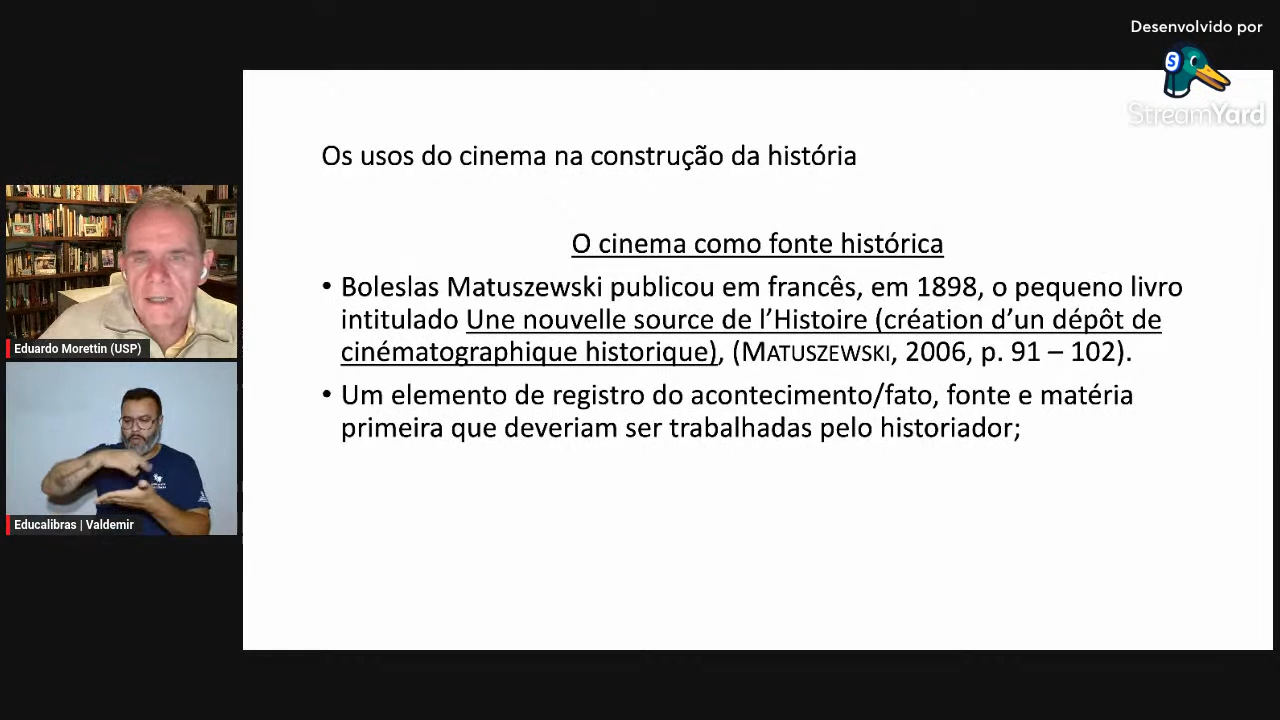 Desenvolvido por
StreamYard
Os usos do cinema na construção da história
O cinema como fonte histórica
• Boleslas Matuszewski publicou em francês, em 1898, o pequeno livro
intitulado Une nouvelle source de l’Histoire (création d’un dépôt de
cinématographique historique), (MATUSZEWSKI, 2006, p. 91 – 102).
• Um elemento de registro do acontecimento/fato, fonte e matéria
primeira que deveriam ser trabalhadas pelo historiador;
Eduardo Morettin (USP)
Educalibras | Valdemir